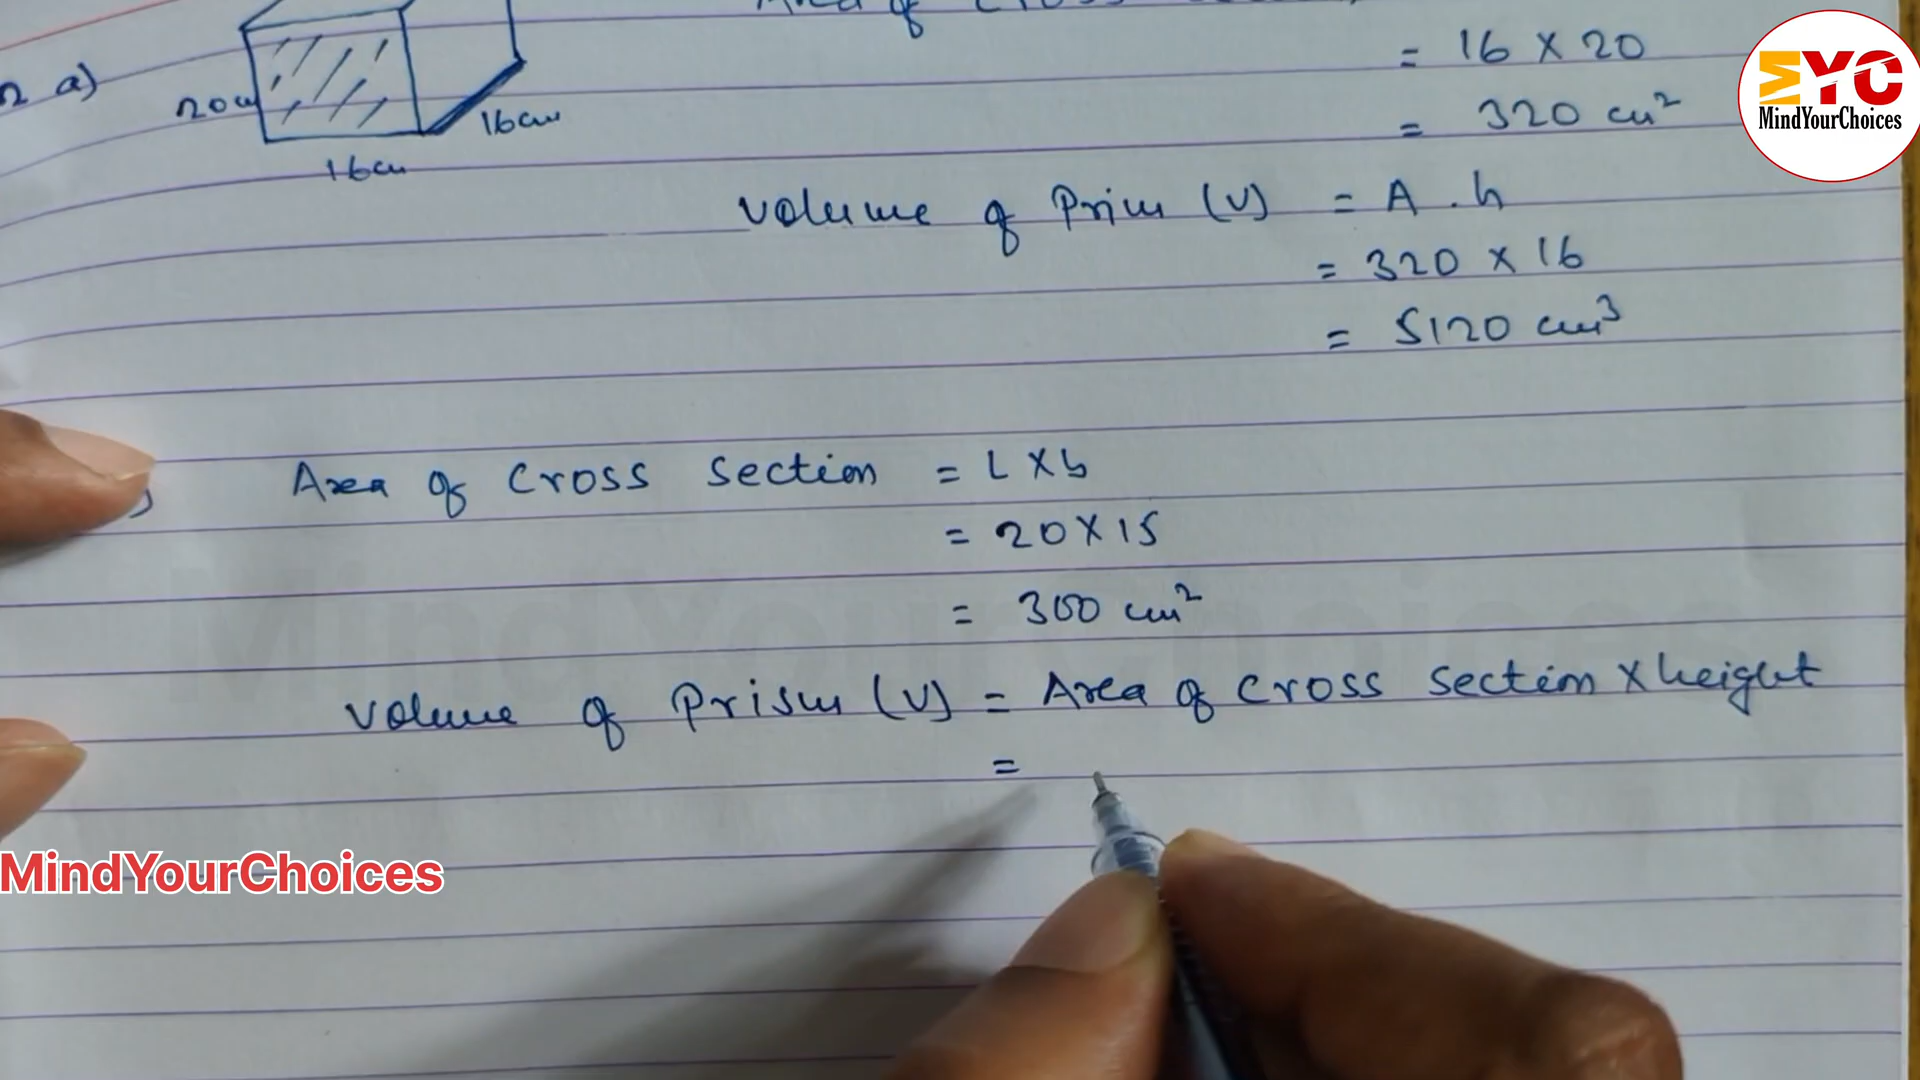 = 16 X 20
MYC
MindYourChoices
2 a)
20cm
16cm
= 320 cm²
16cm
Volume of Prism (V) = A . h
= 320 x 16
= 5120 cm³
) Area of Cross Section = L X b
= 20 X 15
= 300 cm²
Volume of Prism (V) = Area of Cross Section X height
=
MindYourChoices